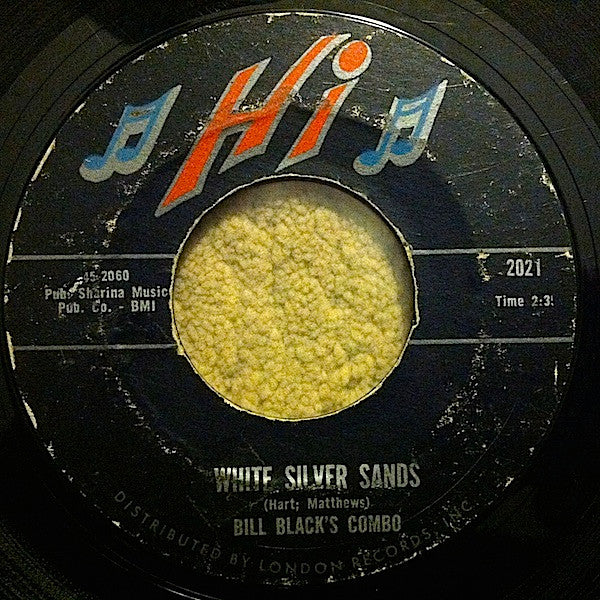 Hi
45-2060
Pub. Sharina Music
Pub. Co. - BMI
2021
Time 2:35
WHITE SILVER SANDS
(Hart; Matthews)
BILL BLACK'S COMBO
DISTRIBUTED BY LONDON RECORDS, INC.